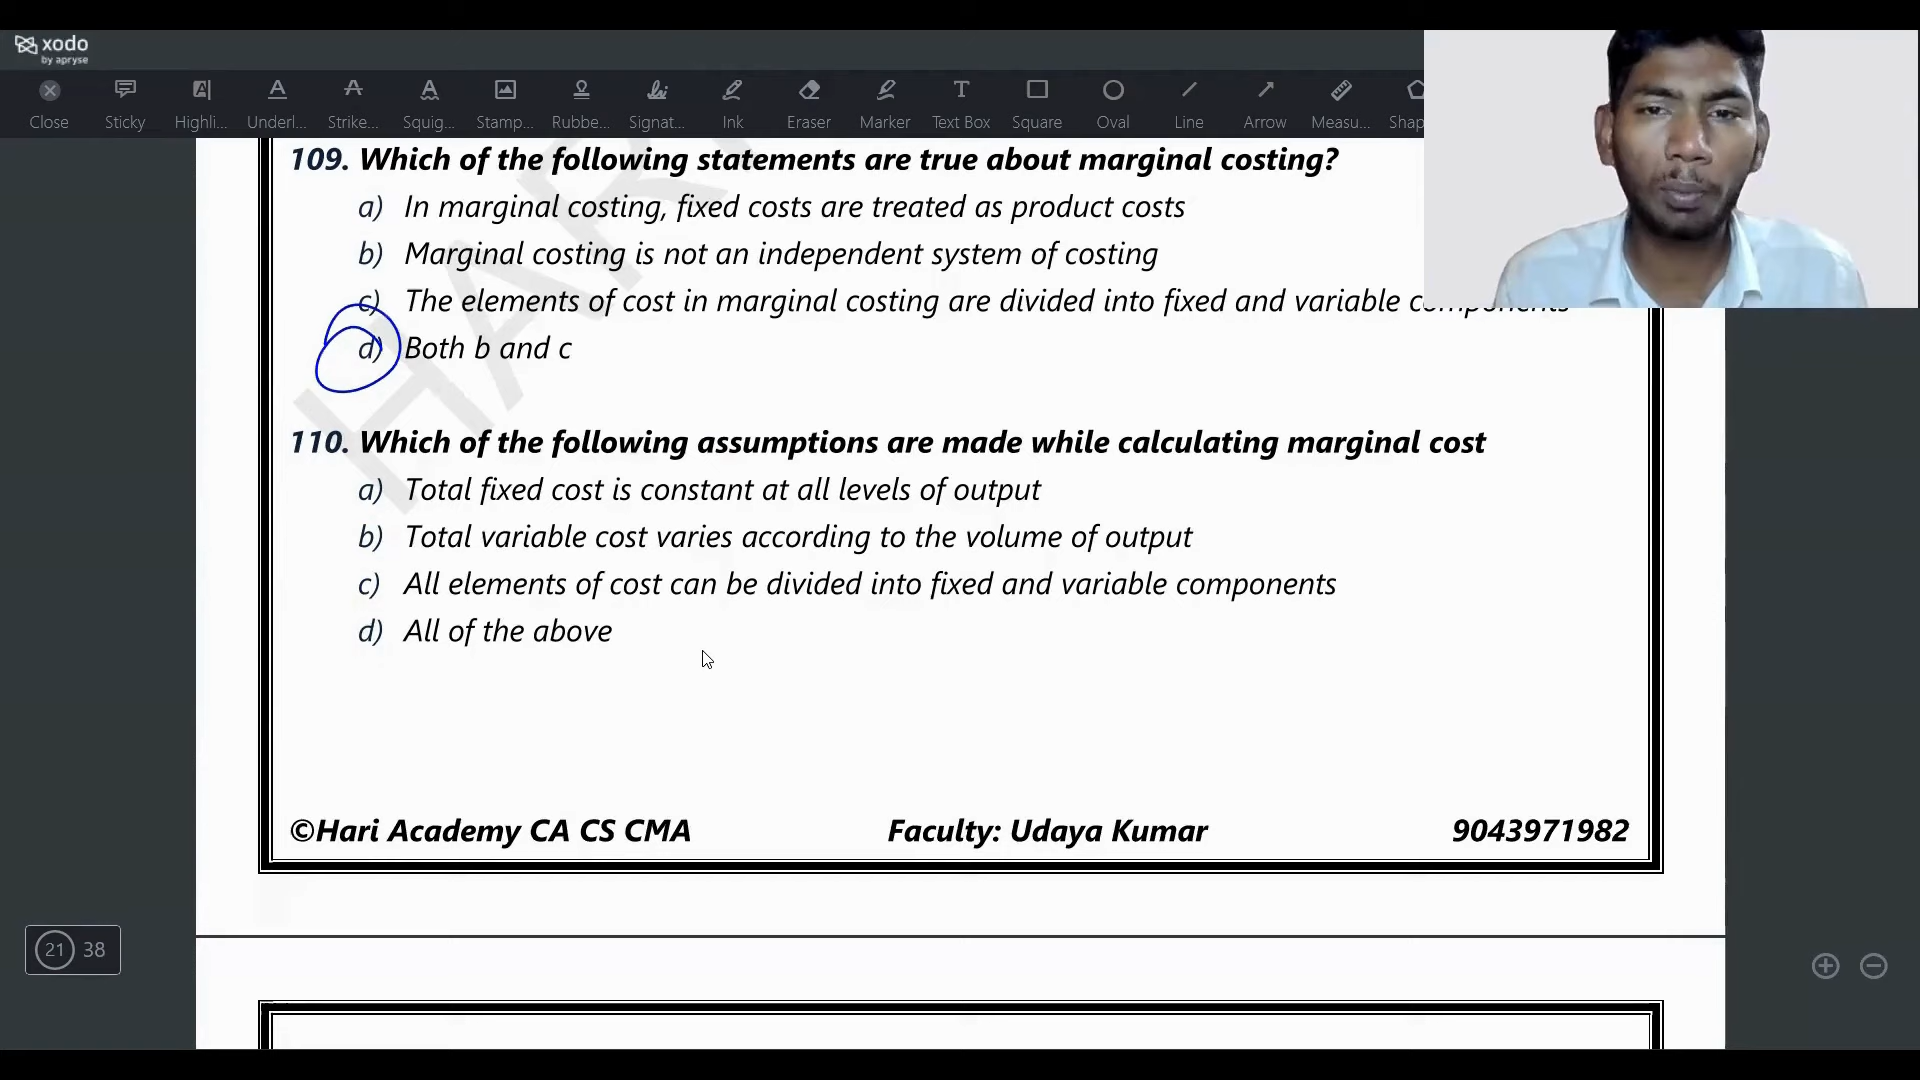 xodo
by apryse
Close Sticky Highli... Underl... Strike... Squig... Stamp... Rubbe... Signat... Ink Eraser Marker Text Box Square Oval Line Arrow Measu... Shap
109. Which of the following statements are true about marginal costing?
a) In marginal costing, fixed costs are treated as product costs
b) Marginal costing is not an independent system of costing
c) The elements of cost in marginal costing are divided into fixed and variable components
d) Both b and c
110. Which of the following assumptions are made while calculating marginal cost
a) Total fixed cost is constant at all levels of output
b) Total variable cost varies according to the volume of output
c) All elements of cost can be divided into fixed and variable components
d) All of the above
©Hari Academy CA CS CMA Faculty: Udaya Kumar 9043971982
21 38
HARI